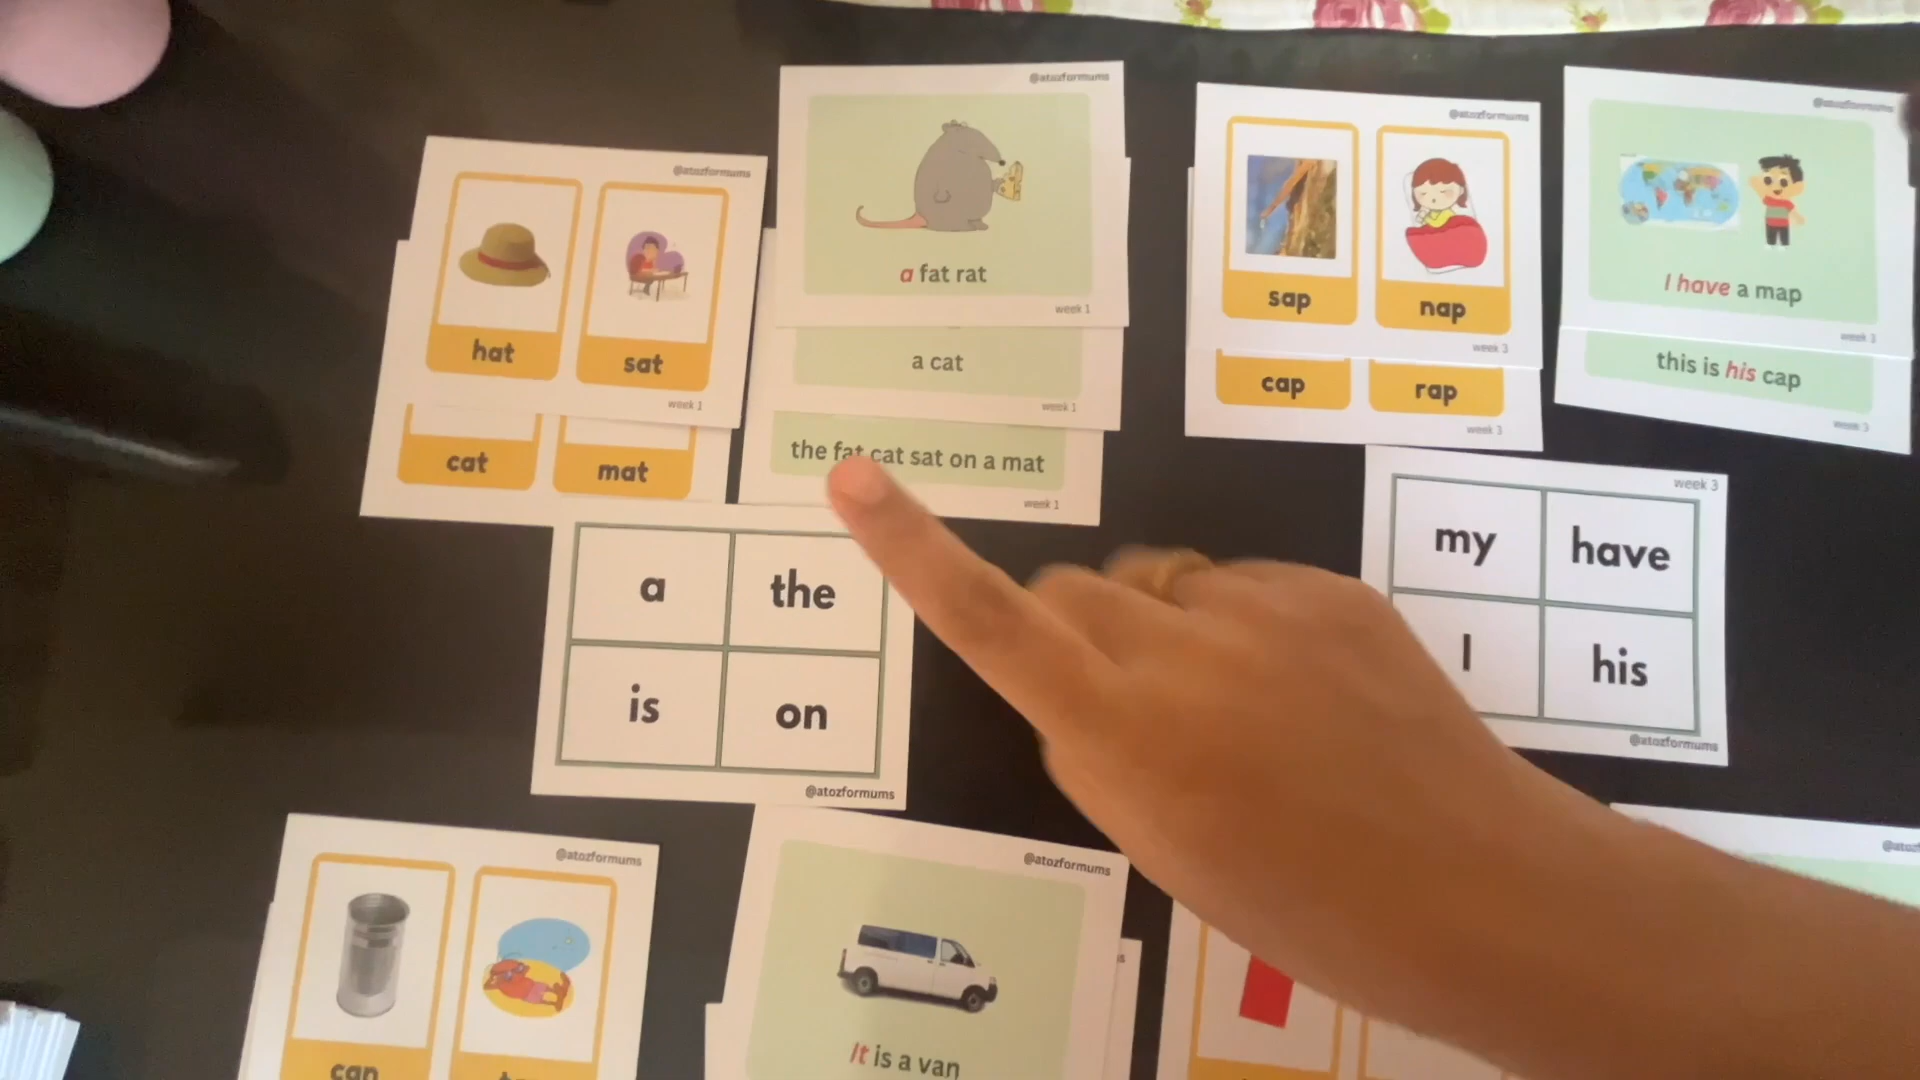 @atozformums
hat
sat
week 1
cat
mat
@atozformums
a fat rat
week 1
a cat
week 1
the fat cat sat on a mat
week 1
@atozformums
sap
nap
week 3
cap
rap
week 3
@atozformums
I have a map
week 3
this is his cap
week 3
a
the
is
on
@atozformums
week 3
my
have
I
his
@atozformums
@atozformums
can
@atozformums
It is a van